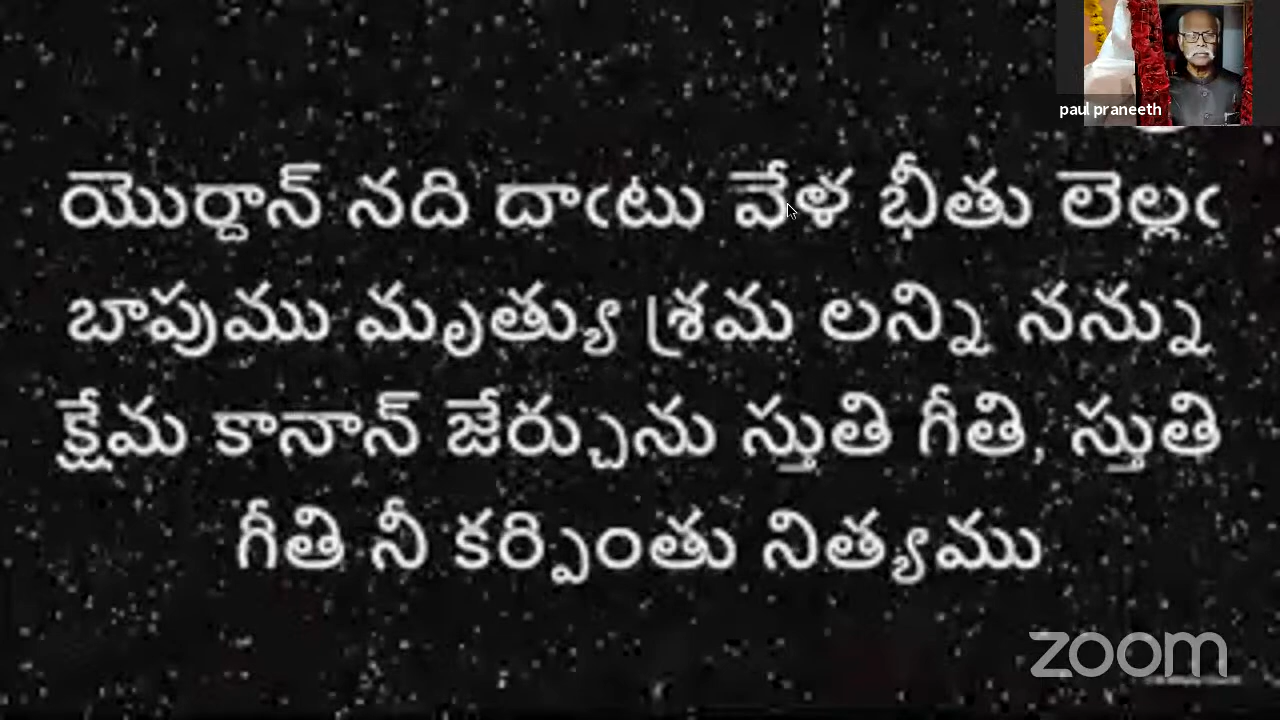 paul praneeth
యొర్దాన్ నది దాఁటు వేళ భీతు లెల్లఁ
బాపుము మృత్యు శ్రమ లన్ని నన్ను
క్షేమ కానాన్ జేర్చును స్తుతి గీతి, స్తుతి
గీతి నీ కర్పింతు నిత్యము
zoom